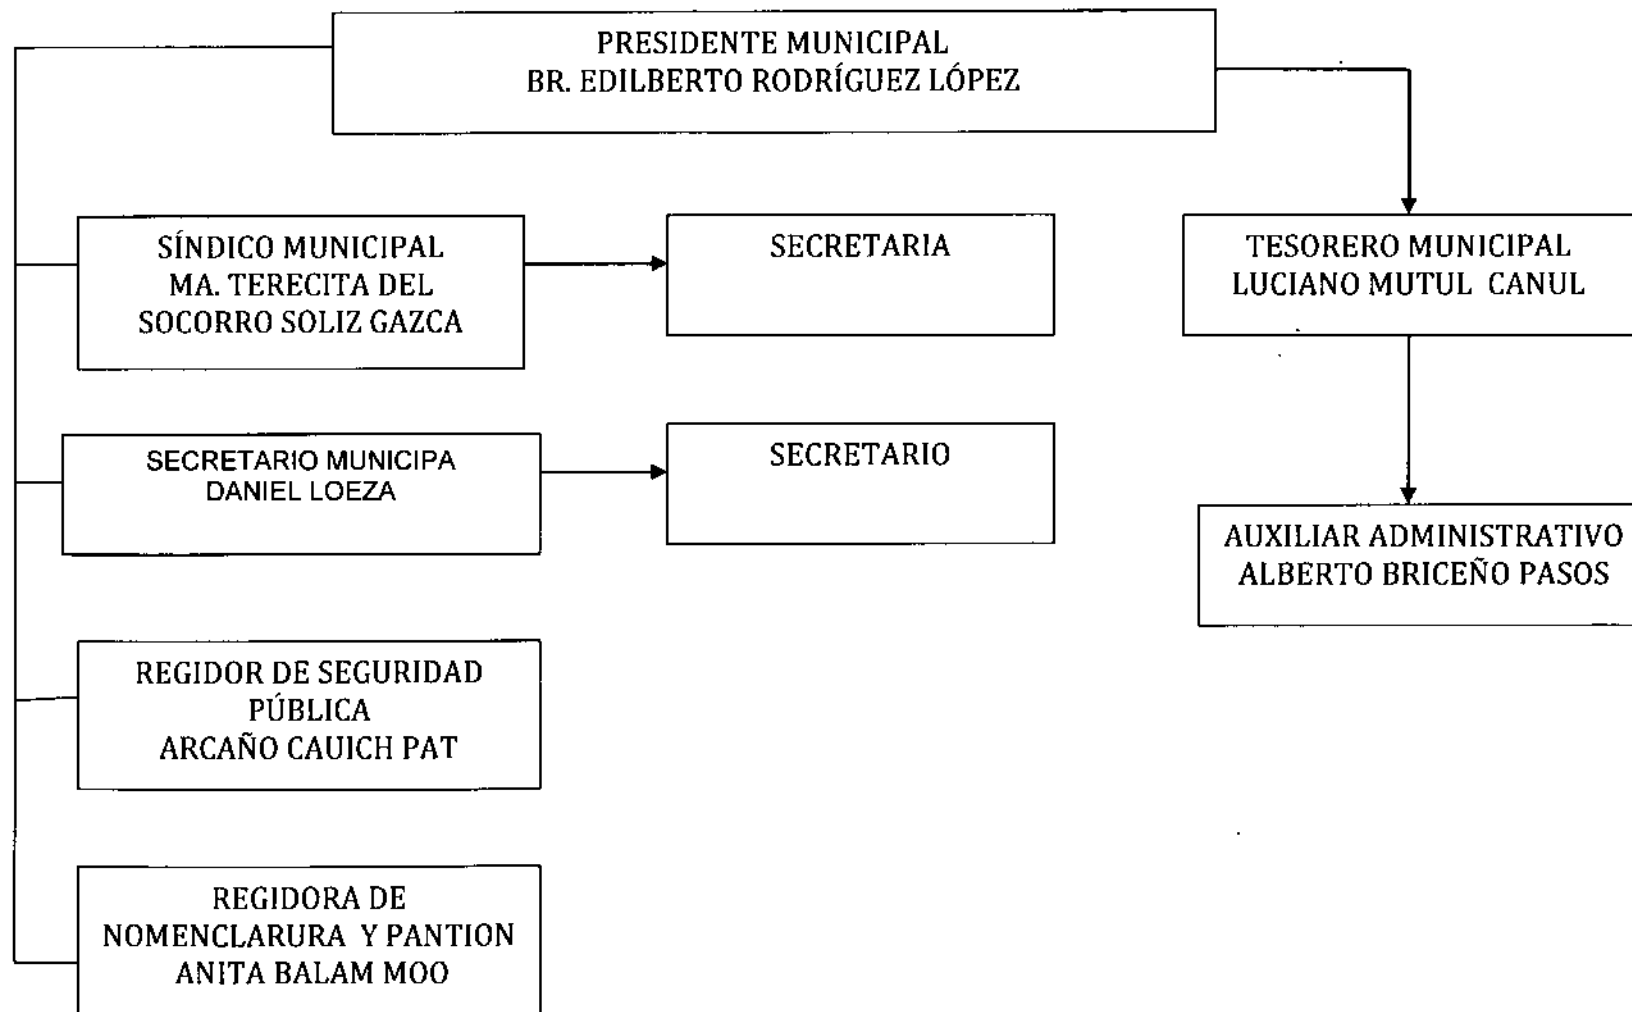 PRESIDENTE MUNICIPAL
BR. EDILBERTO RODRÍGUEZ LÓPEZ
SÍNDICO MUNICIPAL
MA. TERECITA DEL
SOCORRO SOLIZ GAZCA
SECRETARIA
TESORERO MUNICIPAL
LUCIANO MUTUL CANUL
SECRETARIO MUNICIPA
DANIEL LOEZA
SECRETARIO
AUXILIAR ADMINISTRATIVO
ALBERTO BRICEÑO PASOS
REGIDOR DE SEGURIDAD
PÚBLICA
ARCAÑO CAUICH PAT
REGIDORA DE
NOMENCLARURA Y PANTION
ANITA BALAM MOO